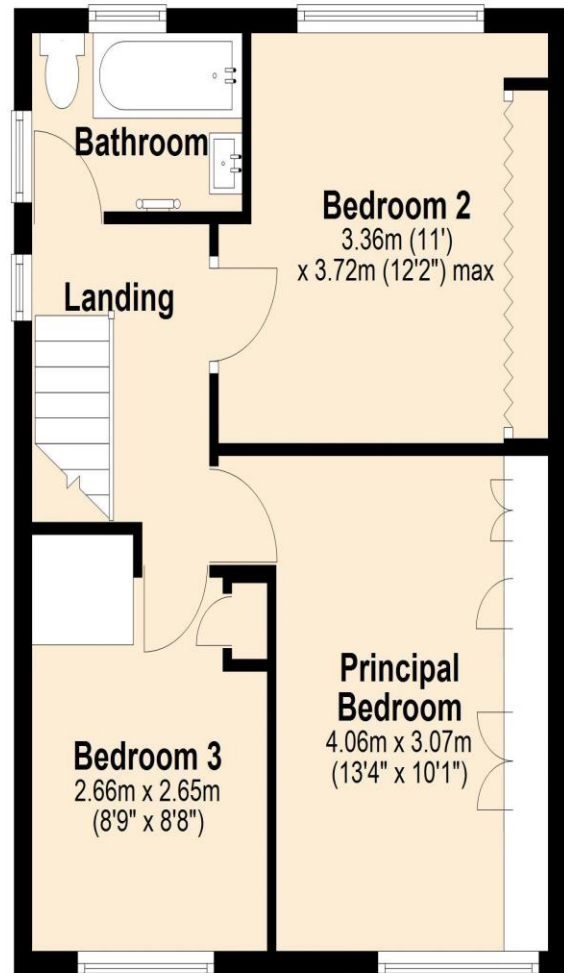 Bathroom
Bedroom 2
3.36m (11')
x 3.72m (12'2") max
Landing
Principal
Bedroom
4.06m x 3.07m
(13'4" x 10'1")
Bedroom 3
2.66m x 2.65m
(8'9" x 8'8")